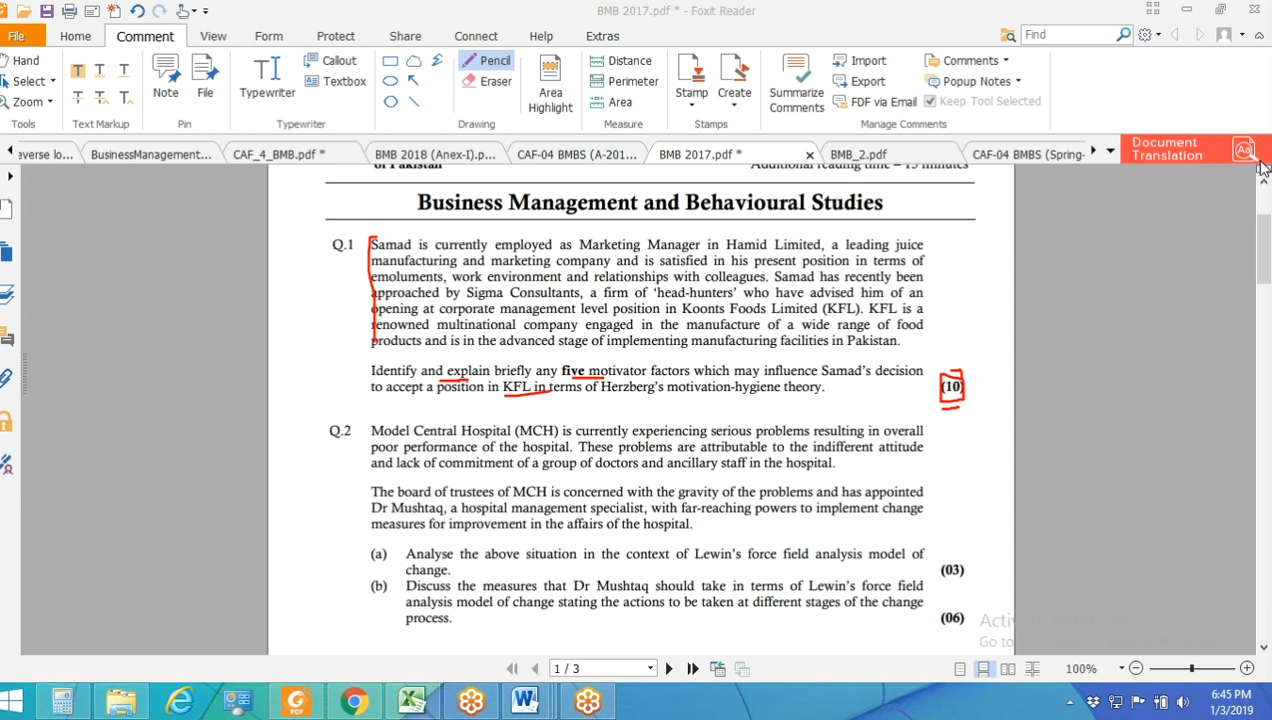 BMB 2017.pdf * - Foxit Reader
File Home Comment View Form Protect Share Connect Help Extras Find
Hand Select Zoom Tools
Text Markup
Note File Pin
Typewriter Callout Textbox Typewriter
Pencil Eraser Drawing
Area Highlight
Distance Perimeter Area Measure
Stamp Create Stamps
Summarize Comments Import Export FDF via Email Comments Popup Notes Keep Tool Selected Manage Comments
everse lo... BusinessManagement... CAF_4_BMB.pdf * BMB 2018 (Anex-I).p... CAF-04 BMBS (A-201... BMB 2017.pdf * BMB_2.pdf CAF-04 BMBS (Spring- Document Translation
of Pakistan Additional reading time – 15 minutes
Business Management and Behavioural Studies
Q.1 Samad is currently employed as Marketing Manager in Hamid Limited, a leading juice
manufacturing and marketing company and is satisfied in his present position in terms of
emoluments, work environment and relationships with colleagues. Samad has recently been
approached by Sigma Consultants, a firm of ‘head-hunters’ who have advised him of an
opening at corporate management level position in Koonts Foods Limited (KFL). KFL is a
renowned multinational company engaged in the manufacture of a wide range of food
products and is in the advanced stage of implementing manufacturing facilities in Pakistan.
Identify and explain briefly any five motivator factors which may influence Samad’s decision
to accept a position in KFL in terms of Herzberg’s motivation-hygiene theory. (10)
Q.2 Model Central Hospital (MCH) is currently experiencing serious problems resulting in overall
poor performance of the hospital. These problems are attributable to the indifferent attitude
and lack of commitment of a group of doctors and ancillary staff in the hospital.
The board of trustees of MCH is concerned with the gravity of the problems and has appointed
Dr Mushtaq, a hospital management specialist, with far-reaching powers to implement change
measures for improvement in the affairs of the hospital.
(a) Analyse the above situation in the context of Lewin’s force field analysis model of
change. (03)
(b) Discuss the measures that Dr Mushtaq should take in terms of Lewin’s force field
analysis model of change stating the actions to be taken at different stages of the change
process. (06)
1 / 3 100%
6:45 PM
1/3/2019